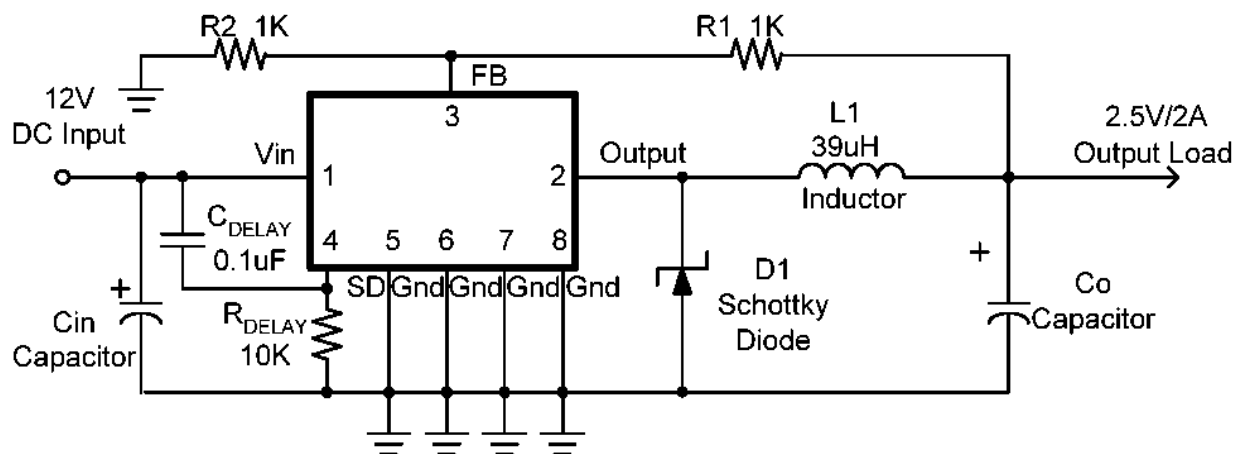 R2 1K
R1 1K
FB
12V
DC Input
3
L1
39uH
2.5V/2A
Output Load
Vin
1
2
Output
Inductor
C_DELAY
0.1uF
4 5 6 7 8
SD Gnd Gnd Gnd Gnd
+
Cin
Capacitor
R_DELAY
10K
D1
Schottky
Diode
+
Co
Capacitor